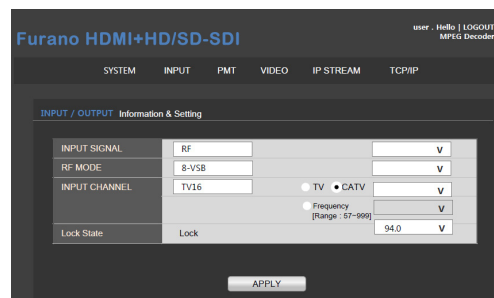 Furano HDMI+HD/SD-SDI
user . Hello | LOGOUT
MPEG Decoder
SYSTEM INPUT PMT VIDEO IP STREAM TCP/IP
INPUT / OUTPUT Information & Setting
INPUT SIGNAL RF V
RF MODE 8-VSB V
INPUT CHANNEL TV16 TV CATV V
Frequency V
[Range : 57~999]
Lock State Lock 94.0 V
APPLY